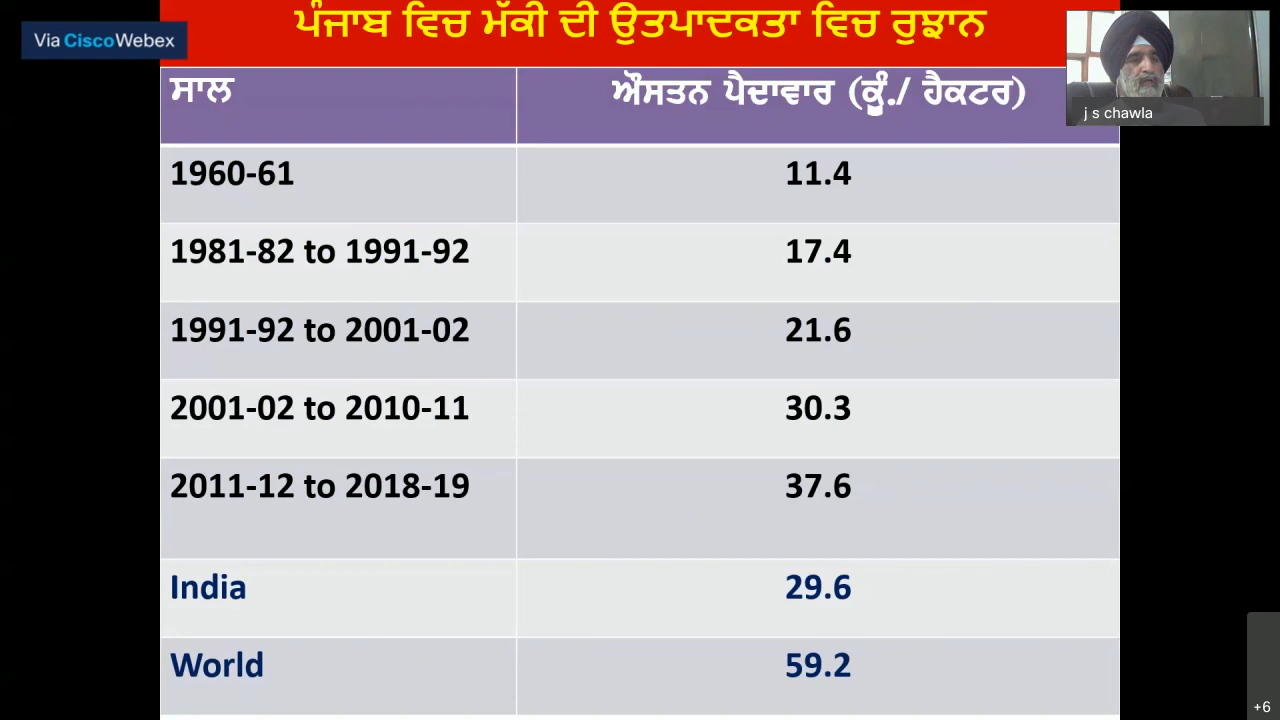 Via Cisco Webex
ਪੰਜਾਬ ਵਿਚ ਮੱਕੀ ਦੀ ਉਤਪਾਦਕਤਾ ਵਿਚ ਰੁਝਾਨ
j s chawla
ਸਾਲ ਔਸਤਨ ਪੈਦਾਵਾਰ (ਕੁੰ./ ਹੈਕਟਰ)
1960-61 11.4
1981-82 to 1991-92 17.4
1991-92 to 2001-02 21.6
2001-02 to 2010-11 30.3
2011-12 to 2018-19 37.6
India 29.6
World 59.2
+6